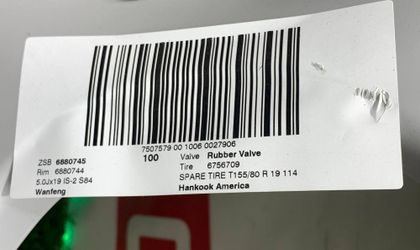 7507579 00 1006 0027906
ZSB 6880745 100 Valve Rubber Valve
Rim 6880744 Tire 6756709
5.0Jx19 IS-2 S84 SPARE TIRE T155/80 R 19 114
Wanfeng Hankook America